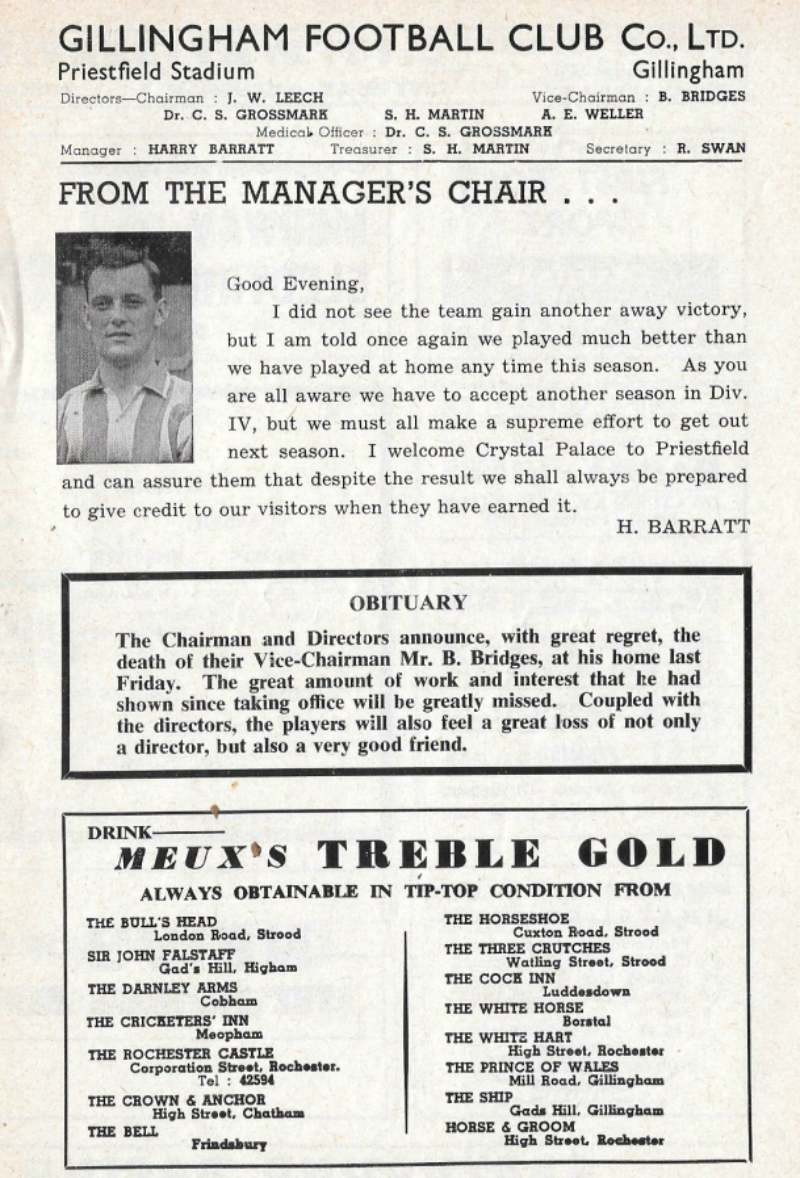 GILLINGHAM FOOTBALL CLUB Co., LTD.
Priestfield Stadium Gillingham
Directors—Chairman : J. W. LEECH Vice-Chairman : B. BRIDGES
Dr. C. S. GROSSMARK S. H. MARTIN A. E. WELLER
Medical Officer : Dr. C. S. GROSSMARK
Manager : HARRY BARRATT Treasurer : S. H. MARTIN Secretary : R. SWAN
FROM THE MANAGER'S CHAIR . . .
Good Evening,
I did not see the team gain another away victory,
but I am told once again we played much better than
we have played at home any time this season. As you
are all aware we have to accept another season in Div.
IV, but we must all make a supreme effort to get out
next season. I welcome Crystal Palace to Priestfield
and can assure them that despite the result we shall always be prepared
to give credit to our visitors when they have earned it.
H. BARRATT
OBITUARY
The Chairman and Directors announce, with great regret, the
death of their Vice-Chairman Mr. B. Bridges, at his home last
Friday. The great amount of work and interest that he had
shown since taking office will be greatly missed. Coupled with
the directors, the players will also feel a great loss of not only
a director, but also a very good friend.
DRINK
MEUX'S TREBLE GOLD
ALWAYS OBTAINABLE IN TIP-TOP CONDITION FROM
THE BULL'S HEAD
London Road, Strood
SIR JOHN FALSTAFF
Gad's Hill, Higham
THE DARNLEY ARMS
Cobham
THE CRICKETERS' INN
Meopham
THE ROCHESTER CASTLE
Corporation Street, Rochester.
Tel : 42594
THE CROWN & ANCHOR
High Street, Chatham
THE BELL
Frindsbury
THE HORSESHOE
Cuxton Road, Strood
THE THREE CRUTCHES
Watling Street, Strood
THE COCK INN
Luddesdown
THE WHITE HORSE
Borstal
THE WHITE HART
High Street, Rochester
THE PRINCE OF WALES
Mill Road, Gillingham
THE SHIP
Gads Hill, Gillingham
HORSE & GROOM
High Street, Rochester